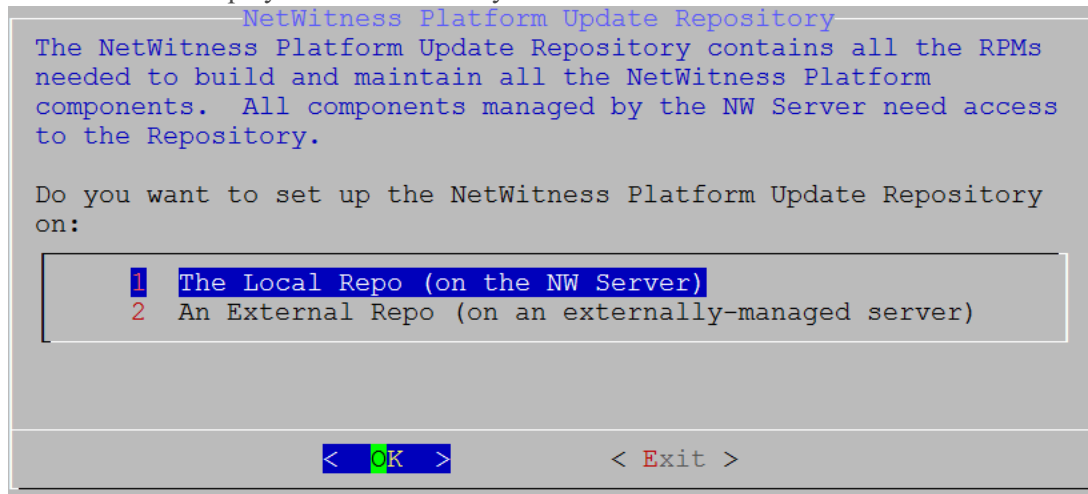 NetWitness Platform Update Repository
The NetWitness Platform Update Repository contains all the RPMs
needed to build and maintain all the NetWitness Platform
components.  All components managed by the NW Server need access
to the Repository.
Do you want to set up the NetWitness Platform Update Repository
on:
1 The Local Repo (on the NW Server)
2 An External Repo (on an externally-managed server)
< OK > < Exit >